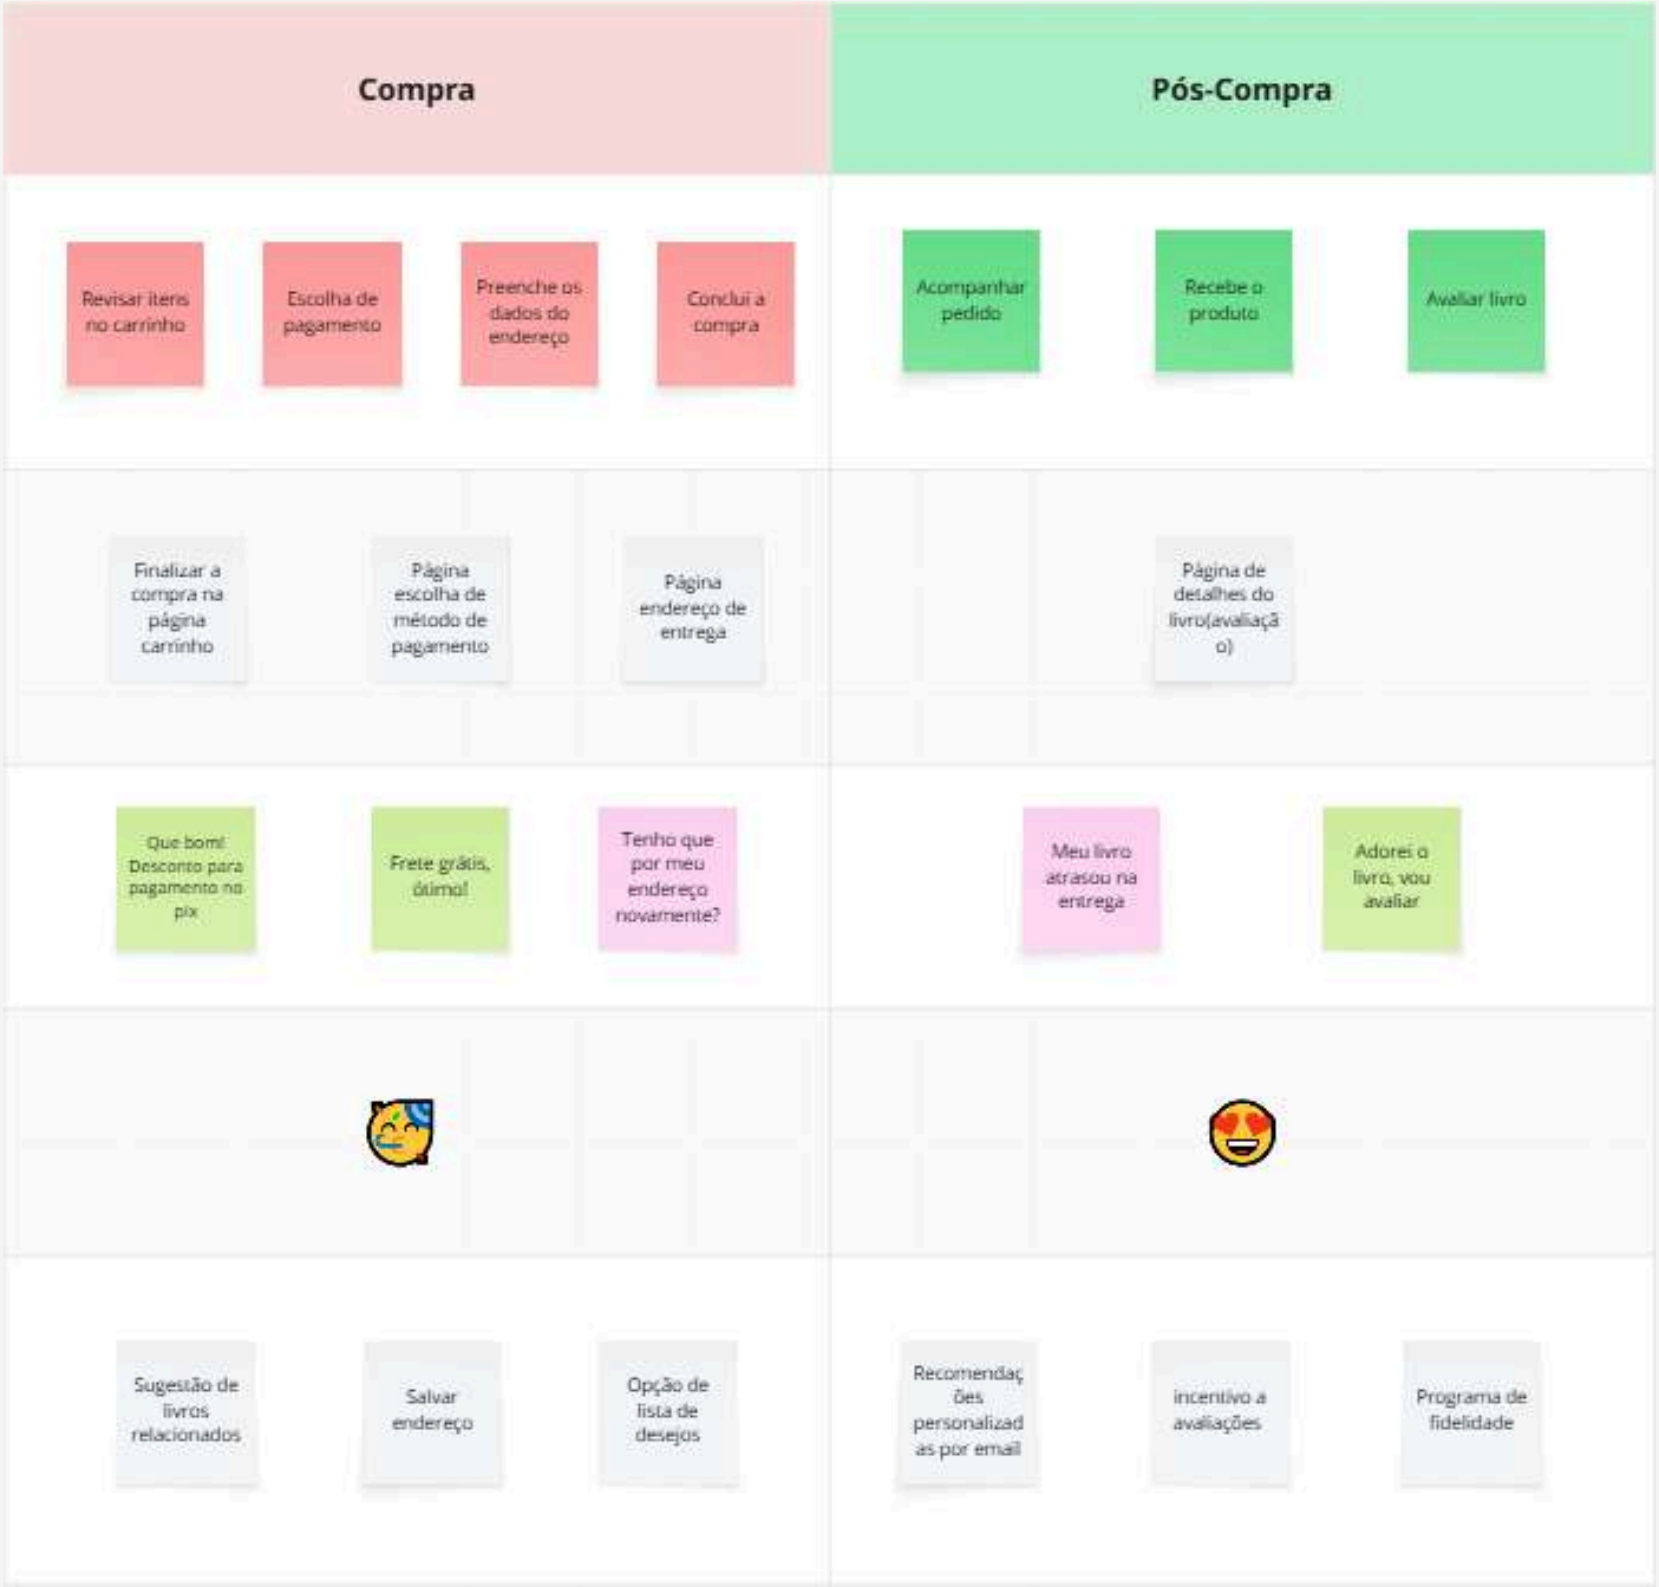 Compra
Pós-Compra
Revisar itens
no carrinho
Escolha de
pagamento
Preenche os
dados do
endereço
Conclui a
compra
Acompanhar
pedido
Recebe o
produto
Avaliar livro
Finalizar a
compra na
página
carrinho
Página
escolha de
método de
pagamento
Página
endereço de
entrega
Página de
detalhes do
livro(avaliaçã
o)
Que bom!
Desconto para
pagamento no
pix
Frete grátis,
ótimo!
Tenho que
por meu
endereço
novamente?
Meu livro
atrasou na
entrega
Adorei o
livro, vou
avaliar
Sugestão de
livros
relacionados
Salvar
endereço
Opção de
lista de
desejos
Recomendaç
ões
personalizad
as por email
incentivo a
avaliações
Programa de
fidelidade